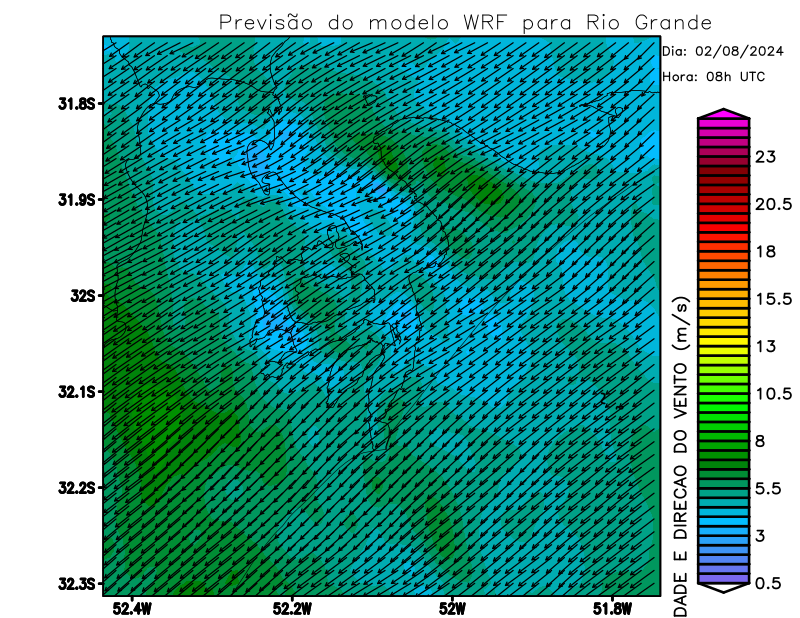 Previsão do modelo WRF para Rio Grande
Dia: 02/08/2024
Hora: 08h UTC
31.8S
31.9S
32S
32.1S
32.2S
32.3S
52.4W
52.2W
52W
51.8W
23
20.5
18
15.5
13
10.5
8
5.5
3
0.5
DADE E DIRECAO DO VENTO (m/s)